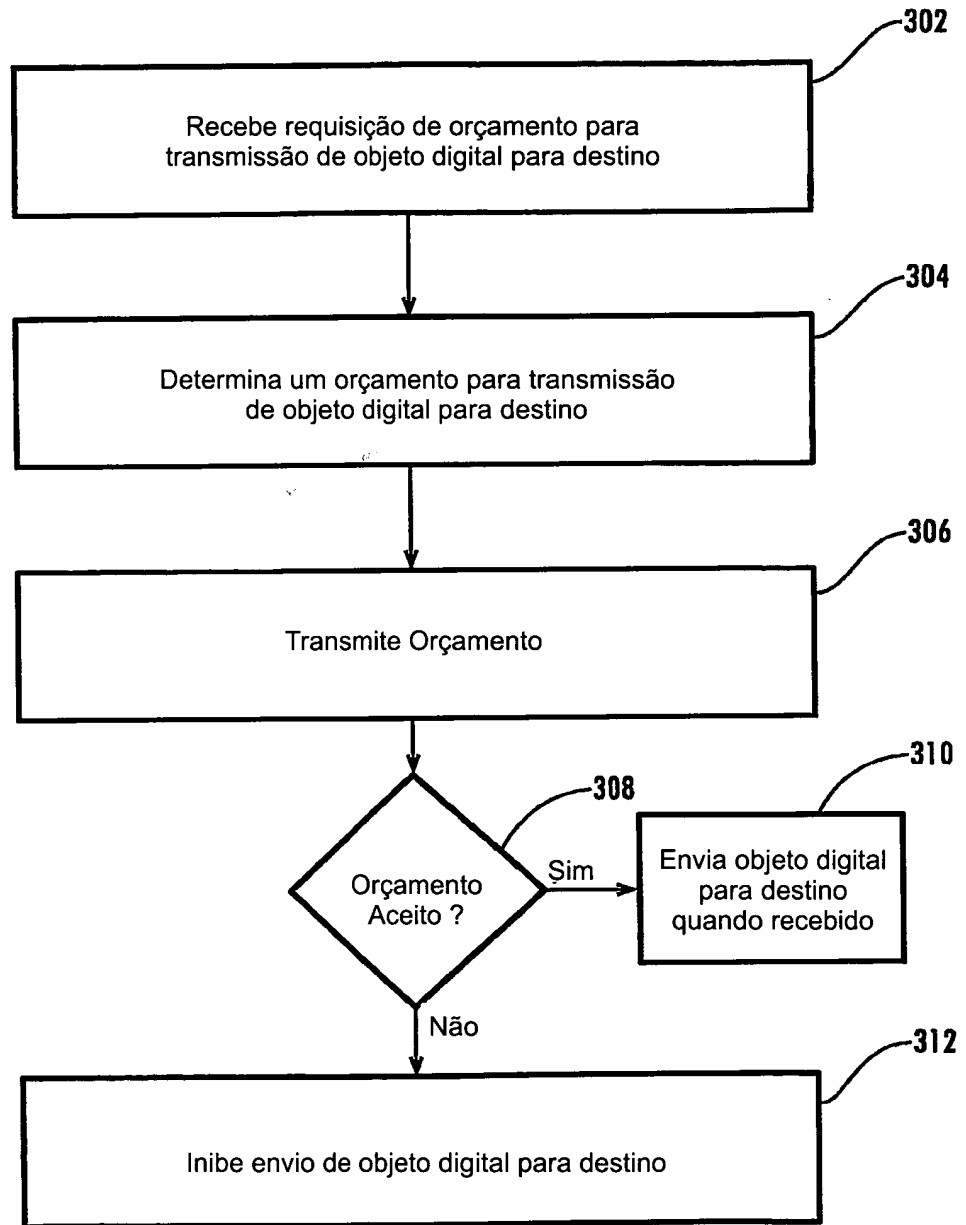 302
Recebe requisição de orçamento para
transmissão de objeto digital para destino
304
Determina um orçamento para transmissão
de objeto digital para destino
306
Transmite Orçamento
310
308
Orçamento
Aceito ?
Sim
Envia objeto digital
para destino
quando recebido
Não
312
Inibe envio de objeto digital para destino